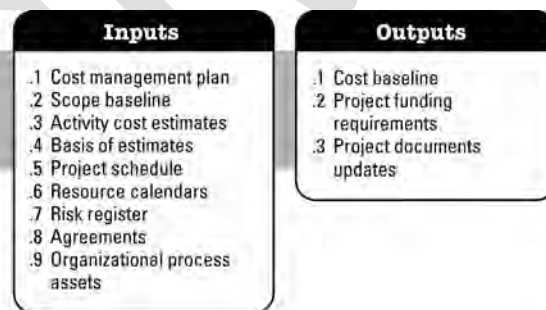 Inputs
.1 Cost management plan
.2 Scope baseline
.3 Activity cost estimates
.4 Basis of estimates
.5 Project schedule
.6 Resource calendars
.7 Risk register
.8 Agreements
.9 Organizational process
assets
Outputs
.1 Cost baseline
.2 Project funding
requirements
.3 Project documents
updates